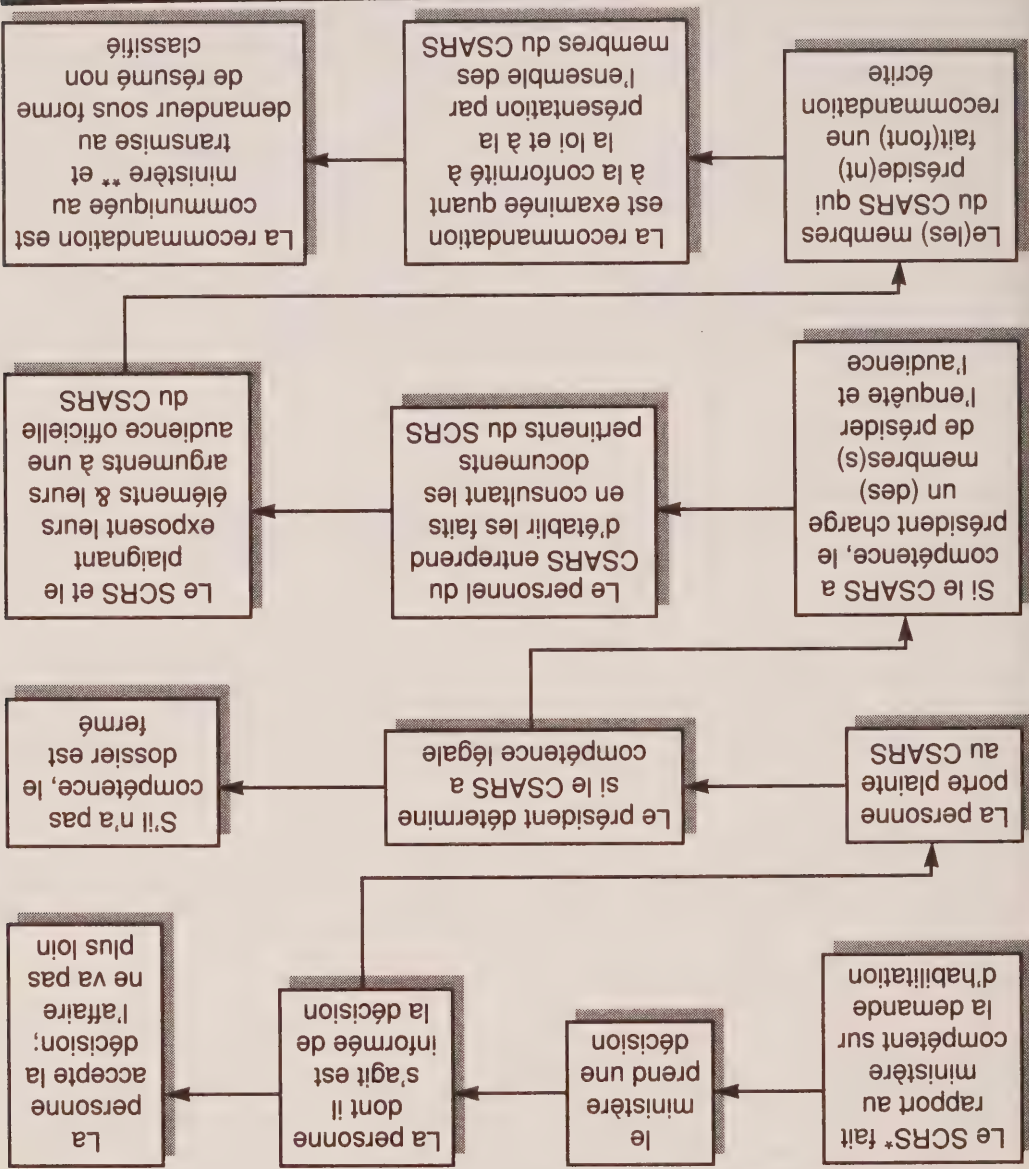 Le SCRS* fait
rapport au
ministère
compétent sur
la demande
d'habilitation
le
ministère
prend une
décision
La personne
dont il
s'agit est
informée de
la décision
La
personne
accepte la
décision;
l'affaire
ne va pas
plus loin
La personne
porte plainte
au CSARS
Le président détermine
si le CSARS a
compétence légale
S'il n'a pas
compétence, le
dossier est
fermé
Si le CSARS a
compétence, le
président charge
un (des)
membres(s)
de présider
l'enquête et
l'audience
Le personnel du
CSARS entreprend
d'établir les faits
en consultant les
documents
pertinents du SCRS
Le SCRS et le
plaignant
exposent leurs
éléments & leurs
arguments à une
audience officielle
du CSARS
Le(les) membres
du CSARS qui
préside(nt)
fait(font) une
recommandation
écrite
La recommandation
est examinée quant
à la conformité à
la loi et à la
présentation par
l'ensemble des
membres du CSARS
La recommandation est
communiquée au
ministère ** et
transmise au
demandeur sous forme
de résumé non
classifié